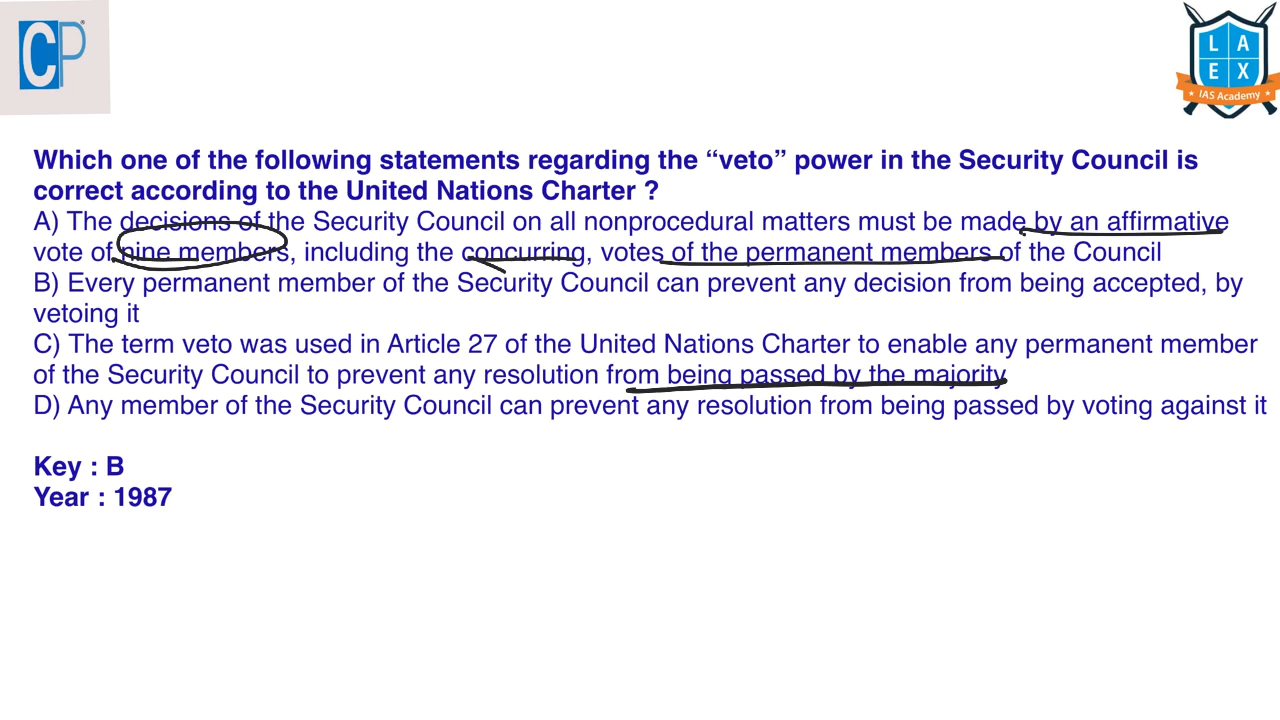 CP
L A
E X
IAS Academy
Which one of the following statements regarding the “veto” power in the Security Council is
correct according to the United Nations Charter ?
A) The decisions of the Security Council on all nonprocedural matters must be made by an affirmative
vote of nine members, including the concurring, votes of the permanent members of the Council
B) Every permanent member of the Security Council can prevent any decision from being accepted, by
vetoing it
C) The term veto was used in Article 27 of the United Nations Charter to enable any permanent member
of the Security Council to prevent any resolution from being passed by the majority
D) Any member of the Security Council can prevent any resolution from being passed by voting against it
Key : B
Year : 1987